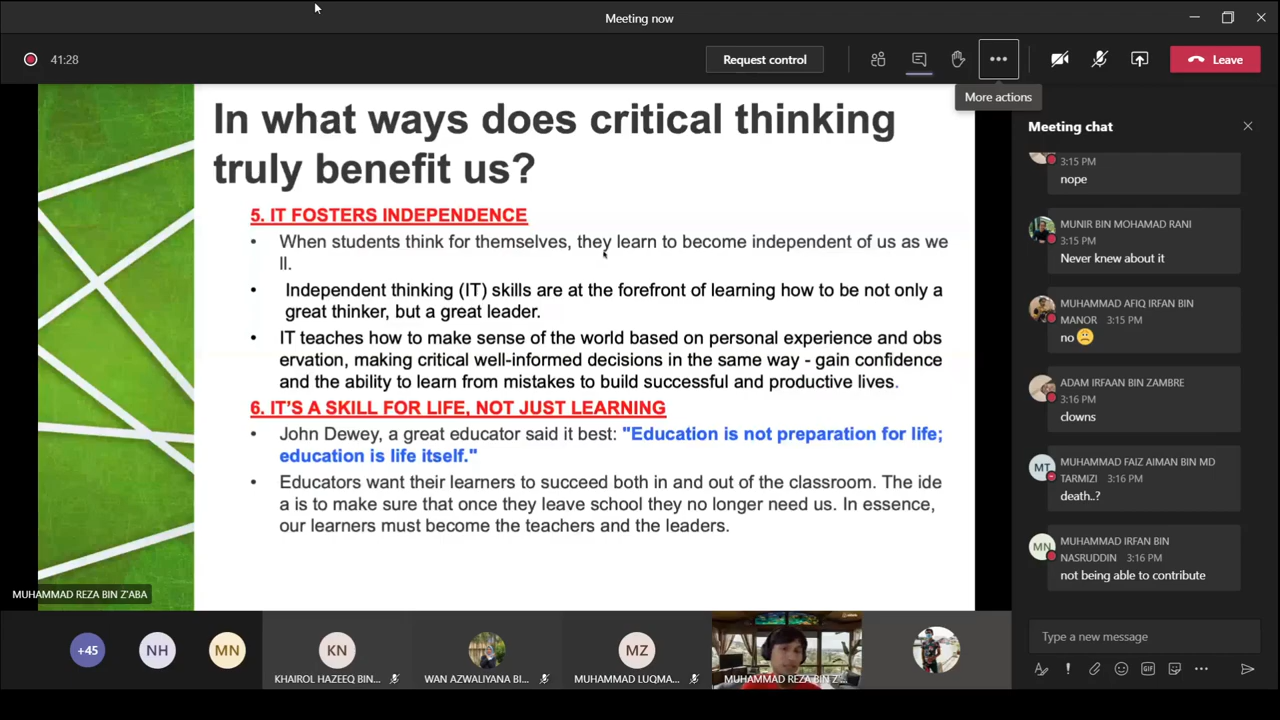 Meeting now
41:28
Request control
Leave
More actions
In what ways does critical thinking
truly benefit us?
5. IT FOSTERS INDEPENDENCE
• When students think for themselves, they learn to become independent of us as we
ll.
• Independent thinking (IT) skills are at the forefront of learning how to be not only a
great thinker, but a great leader.
• IT teaches how to make sense of the world based on personal experience and obs
ervation, making critical well-informed decisions in the same way - gain confidence
and the ability to learn from mistakes to build successful and productive lives.
6. IT'S A SKILL FOR LIFE, NOT JUST LEARNING
• John Dewey, a great educator said it best: "Education is not preparation for life;
education is life itself."
• Educators want their learners to succeed both in and out of the classroom. The ide
a is to make sure that once they leave school they no longer need us. In essence,
our learners must become the teachers and the leaders.
MUHAMMAD REZA BIN Z'ABA
Meeting chat
3:15 PM
nope
MUNIR BIN MOHAMAD RANI
3:15 PM
Never knew about it
MUHAMMAD AFIQ IRFAN BIN
MANOR 3:15 PM
no 🙁
ADAM IRFAAN BIN ZAMBRE
3:16 PM
clowns
MT
MUHAMMAD FAIZ AIMAN BIN MD
TARMIZI 3:16 PM
death..?
MN
MUHAMMAD IRFAN BIN
NASRUDDIN 3:16 PM
not being able to contribute
Type a new message
GIF
+45
NH
MN
KN
MZ
KHAIROL HAZEEQ BIN...
WAN AZWALIYANA BI...
MUHAMMAD LUQMA...
MUHAMMAD REZA BIN Z'...